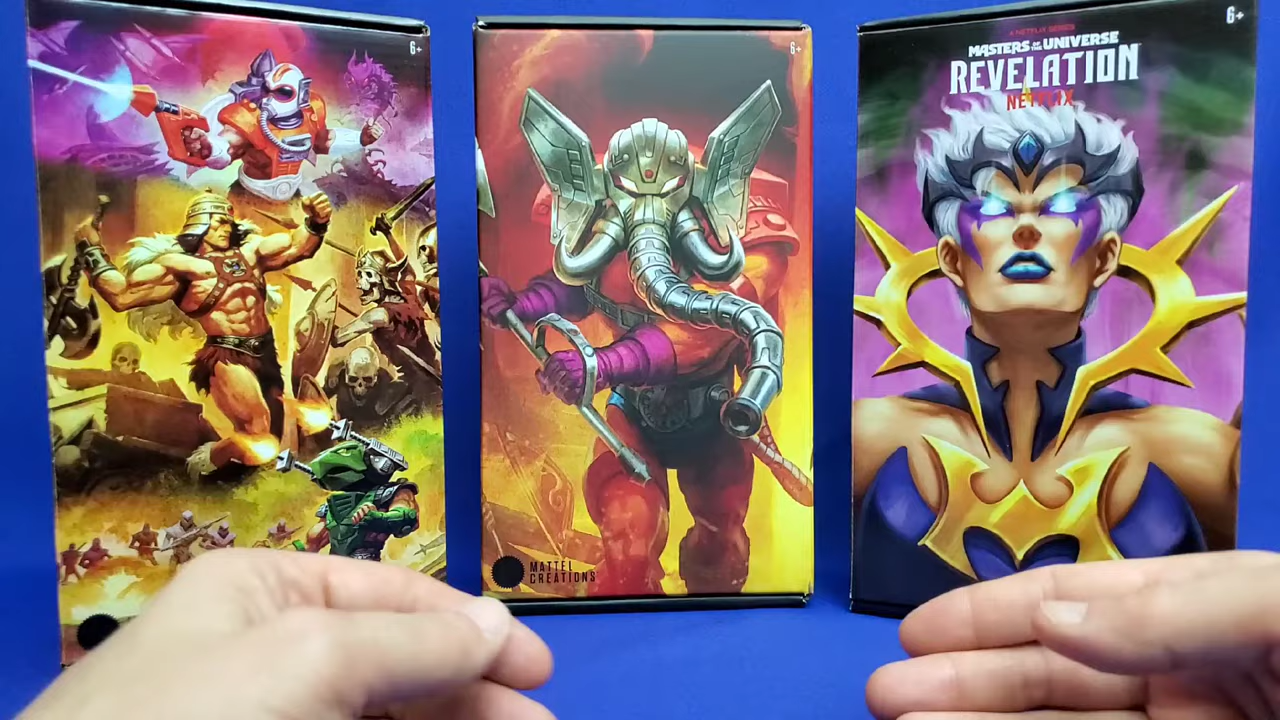 6+
6+
MATTEL
CREATIONS
6+
A NETFLIX SERIES
MASTERS OF THE UNIVERSE
REVELATION
NETFLIX